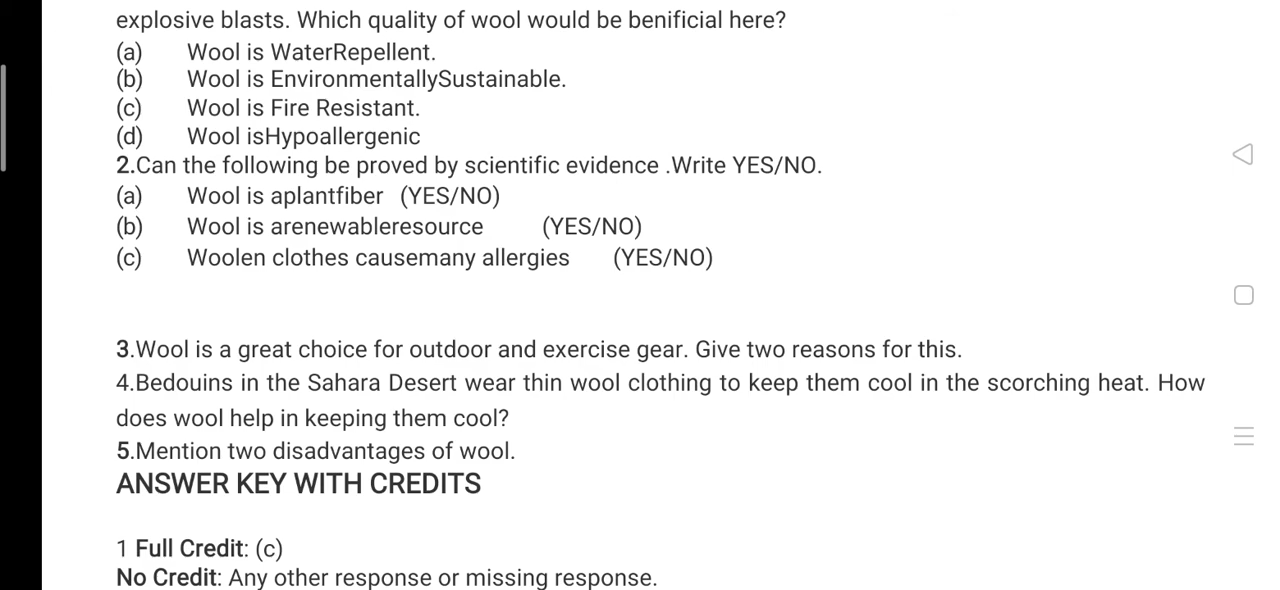 explosive blasts. Which quality of wool would be benificial here?
(a) Wool is WaterRepellent.
(b) Wool is EnvironmentallySustainable.
(c) Wool is Fire Resistant.
(d) Wool isHypoallergenic
2.Can the following be proved by scientific evidence .Write YES/NO.
(a) Wool is aplantfiber (YES/NO)
(b) Wool is arenewableresource (YES/NO)
(c) Woolen clothes causemany allergies (YES/NO)
3.Wool is a great choice for outdoor and exercise gear. Give two reasons for this.
4.Bedouins in the Sahara Desert wear thin wool clothing to keep them cool in the scorching heat. How
does wool help in keeping them cool?
5.Mention two disadvantages of wool.
ANSWER KEY WITH CREDITS
1 Full Credit: (c)
No Credit: Any other response or missing response.